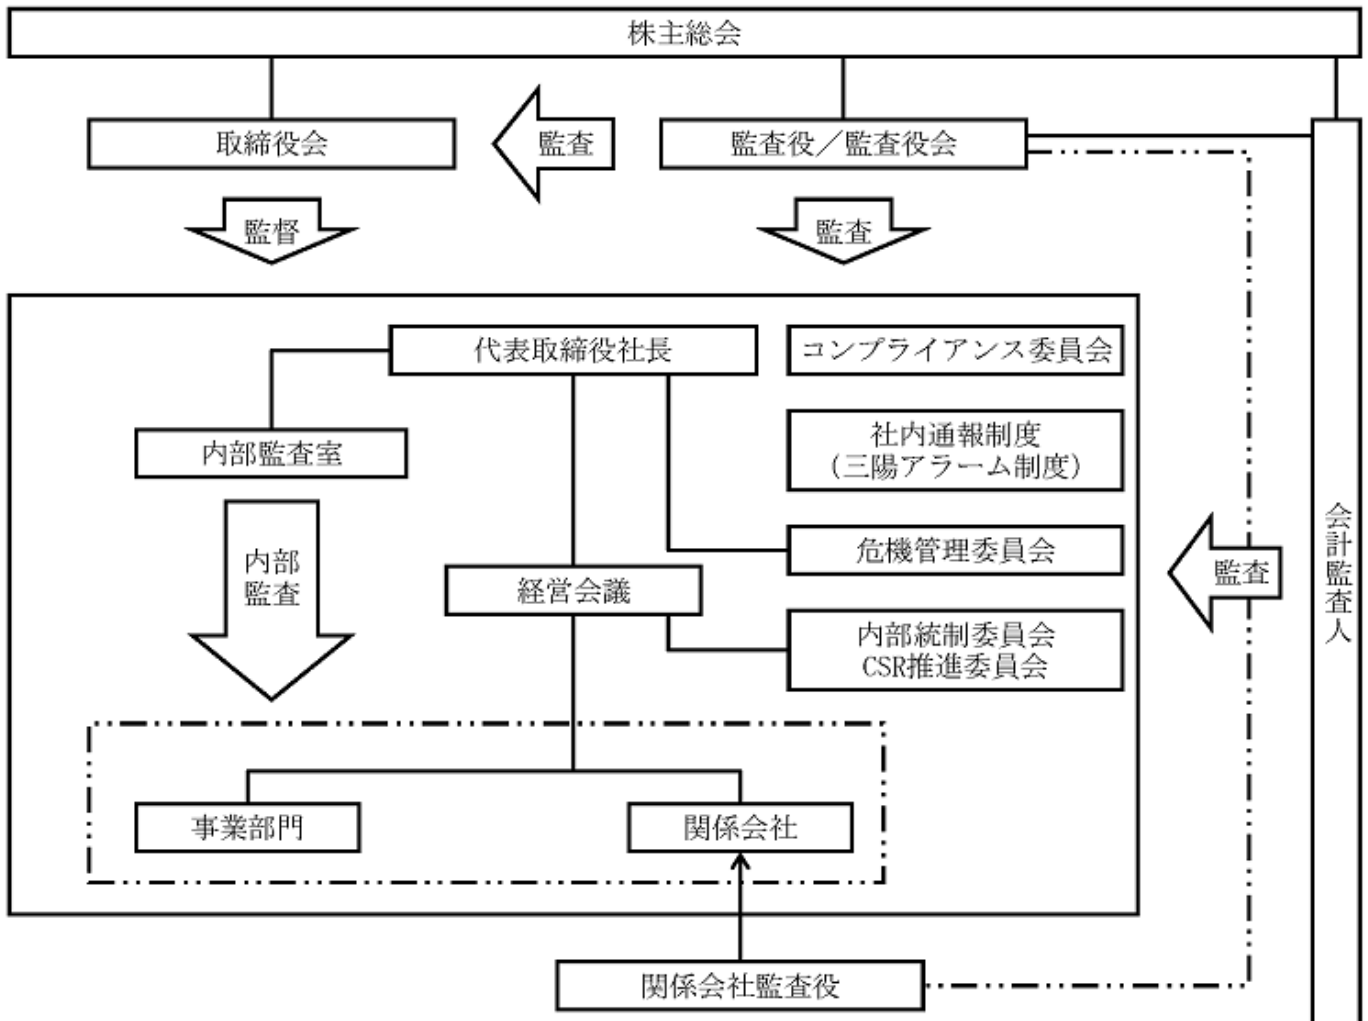 株主総会
取締役会
監査
監査役／監査役会
監督
監査
代表取締役社長
コンプライアンス委員会
社内通報制度
（三陽アラーム制度）
内部監査室
危機管理委員会
内部
監査
経営会議
監査
会計監査人
内部統制委員会
CSR推進委員会
事業部門
関係会社
関係会社監査役